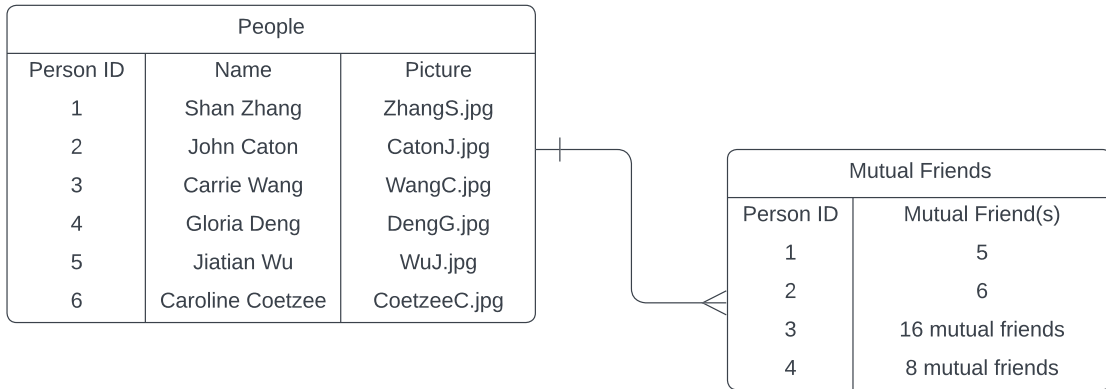 People
Person ID Name Picture
1 Shan Zhang ZhangS.jpg
2 John Caton CatonJ.jpg
3 Carrie Wang WangC.jpg
4 Gloria Deng DengG.jpg
5 Jiatian Wu WuJ.jpg
6 Caroline Coetzee CoetzeeC.jpg
Mutual Friends
Person ID Mutual Friend(s)
1 5
2 6
3 16 mutual friends
4 8 mutual friends